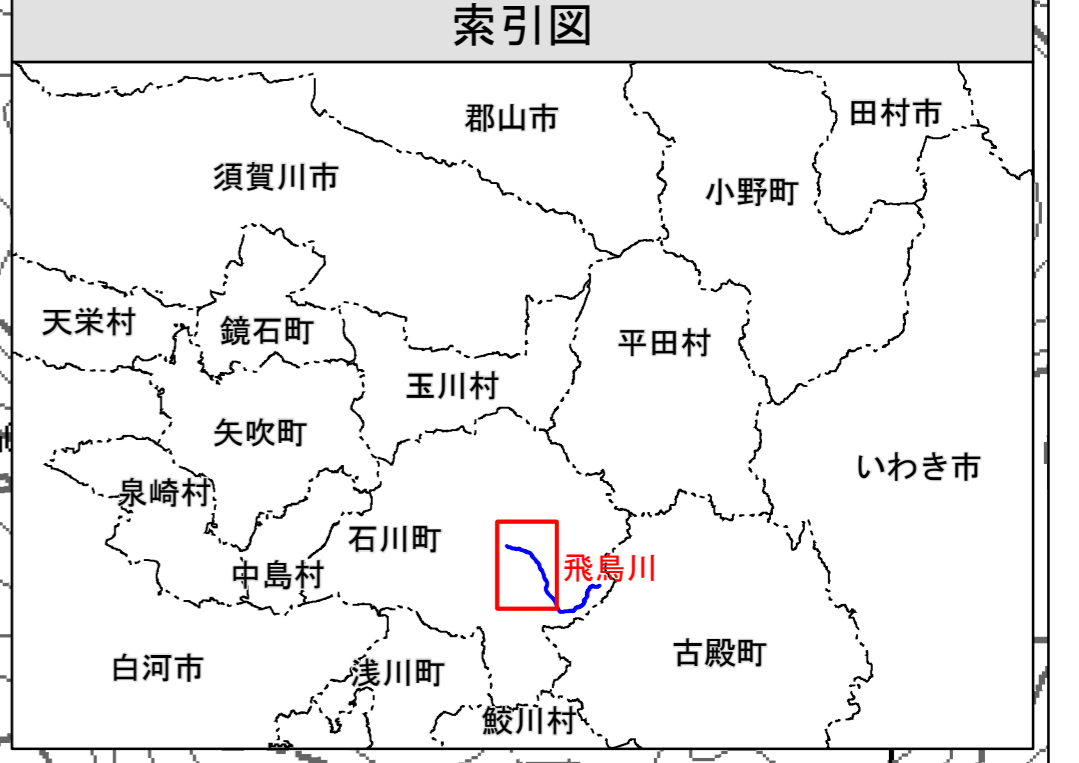 索引図
郡山市
田村市
須賀川市
小野町
天栄村
鏡石町
平田村
玉川村
矢吹町
いわき市
泉崎村
石川町
飛鳥川
中島村
古殿町
白河市
浅川町
鮫川村